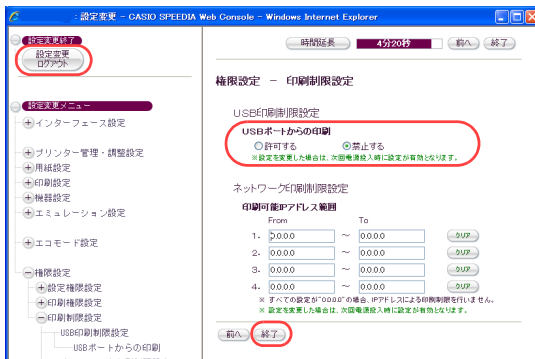 : 設定変更 - CASIO SPEEDIA Web Console - Windows Internet Explorer
設定変更終了
設定変更
ログアウト
設定変更メニュー
インターフェース設定
プリンター管理・調整設定
用紙設定
印刷設定
機器設定
エミュレーション設定
エコモード設定
権限設定
設定権限設定
印刷権限設定
印刷制限設定
USB印刷制限設定
USBポートからの印刷
時間延長 4分20秒 前へ 終了
権限設定 － 印刷制限設定
USB印刷制限設定
USBポートからの印刷
許可する 禁止する
※設定を変更した場合は、次回電源投入時に設定が有効となります。
ネットワーク印刷制限設定
印刷可能IPアドレス範囲
From To
1. 0.0.0.0 ～ 0.0.0.0 クリア
2. 0.0.0.0 ～ 0.0.0.0 クリア
3. 0.0.0.0 ～ 0.0.0.0 クリア
4. 0.0.0.0 ～ 0.0.0.0 クリア
※ すべての設定が"0.0.0.0"の場合、IPアドレスによる印刷制限を行いません。
※ 設定を変更した場合は、次回電源投入時に設定が有効となります。
前へ 終了